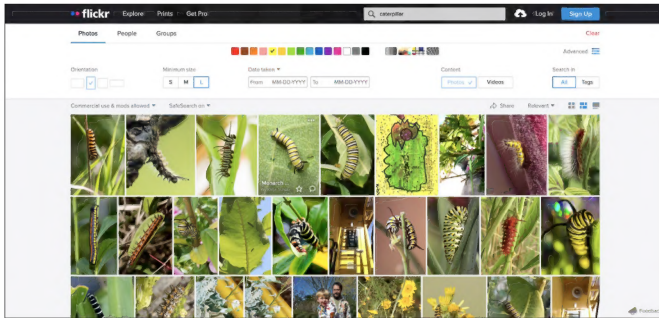 flickr Explore Prints Get Pro caterpillar Log In Sign Up
Photos People Groups Clear
Advanced
Orientation Minimum size Date taken Content Search in
S M L From MM-DD-YYYY To MM-DD-YYYY Photos Videos All Tags
Commercial use & mods allowed SafeSearch on Share Relevant
Monarch ...
Feedback